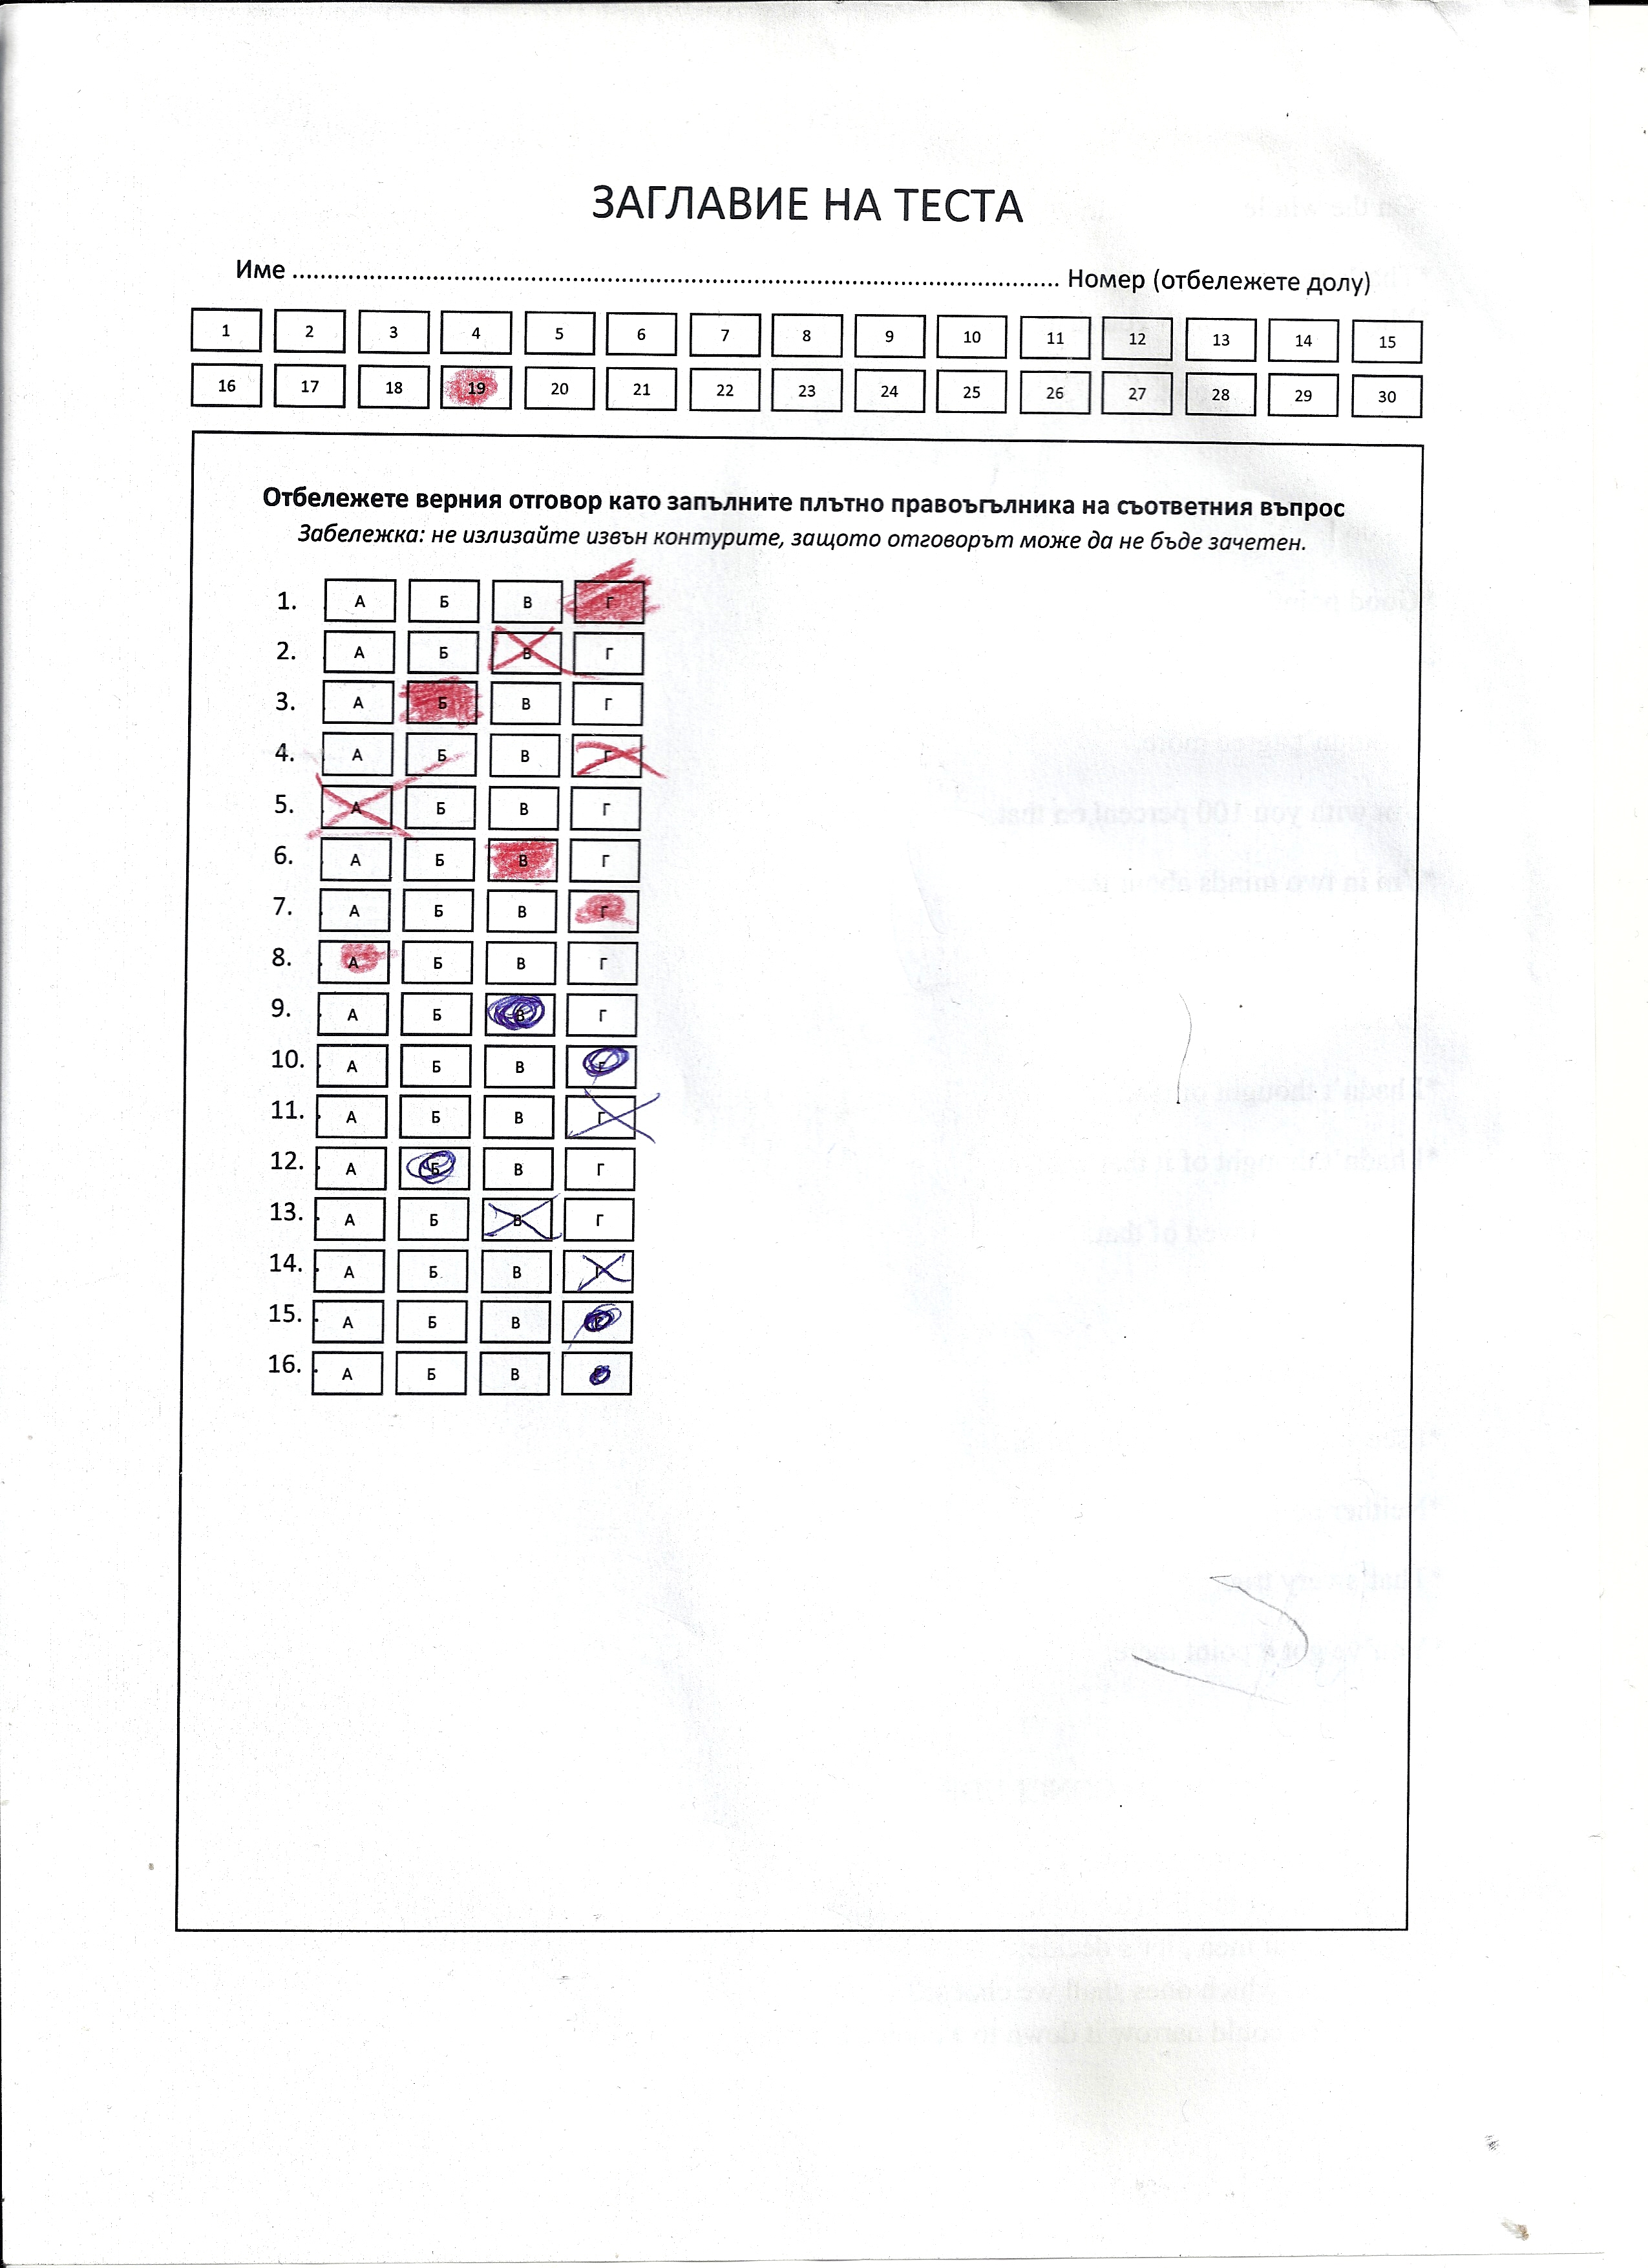 ЗАГЛАВИЕ НА ТЕСТА
Име ............................................................................................................ Номер (отбележете долу)
1 2 3 4 5 6 7 8 9 10 11 12 13 14 15
16 17 18 19 20 21 22 23 24 25 26 27 28 29 30
Отбележете верния отговор като запълните плътно правоъгълника на съответния въпрос
Забележка: не излизайте извън контурите, защото отговорът може да не бъде зачетен.
1. А Б В Г
2. А Б В Г
3. А Б В Г
4. А Б В Г
5. А Б В Г
6. А Б В Г
7. А Б В Г
8. А Б В Г
9. А Б В Г
10. А Б В Г
11. А Б В Г
12. А Б В Г
13. А Б В Г
14. А Б В Г
15. А Б В Г
16. А Б В Г